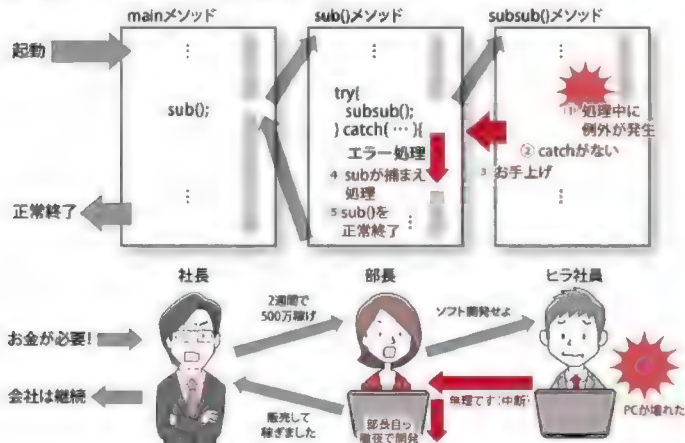 mainメソッド
sub()メソッド
subsub()メソッド
起動
sub();
正常終了
try{
subsub();
} catch( … ){
エラー処理
4 subが捕まえ
処理
5 sub()を
正常終了
① 処理中に
例外が発生
② catchがない
3 お手上げ
社長
部長
ヒラ社員
お金が必要!
会社は継続
2週間で
500万稼げ
販売して
稼ぎました
ソフト開発せよ
無理です(中断)
部長自ら
徹夜で開発
PCが壊れた